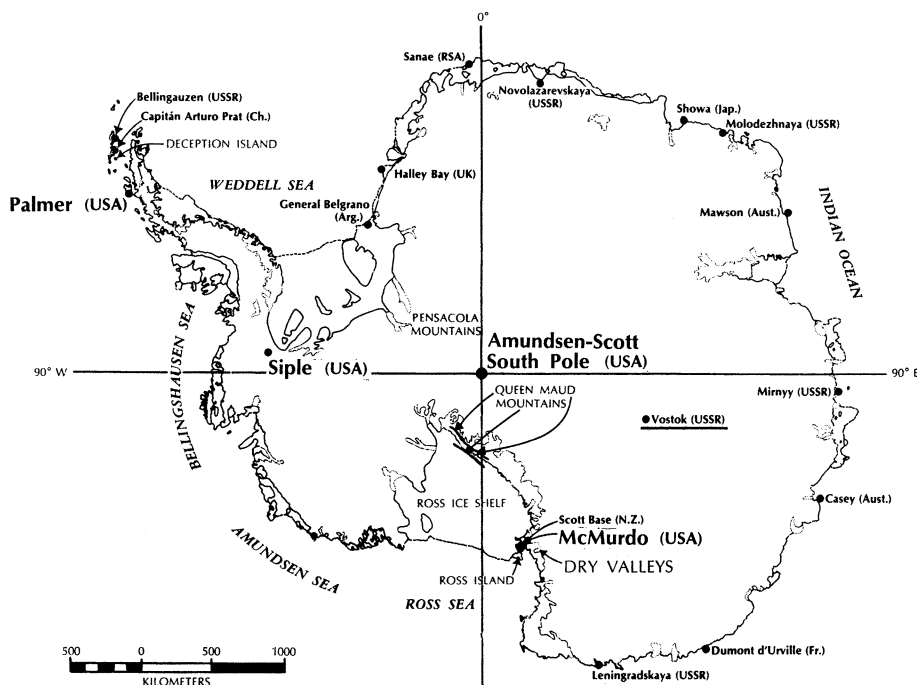 0°
Sanae (RSA)
Novolazarevskaya
(USSR)
Bellingauzen (USSR)
Capitán Arturo Prat (Ch.)
DECEPTION ISLAND
Showa (Jap.)
Molodezhnaya (USSR)
WEDDELL SEA
Halley Bay (UK)
Palmer (USA)
General Belgrano
(Arg.)
Mawson (Aust.)
INDIAN OCEAN
BELLINGSHAUSEN SEA
PENSACOLA
MOUNTAINS
Amundsen-Scott
South Pole (USA)
Siple (USA)
90° W
90° E
QUEEN MAUD
MOUNTAINS
Mirnyy (USSR)
Vostok (USSR)
ROSS ICE SHELF
Casey (Aust.)
Scott Base (N.Z.)
McMurdo (USA)
AMUNDSEN SEA
DRY VALLEYS
ROSS ISLAND
ROSS SEA
Dumont d'Urville (Fr.)
Leningradskaya (USSR)
500 0 500 1000
KILOMETERS